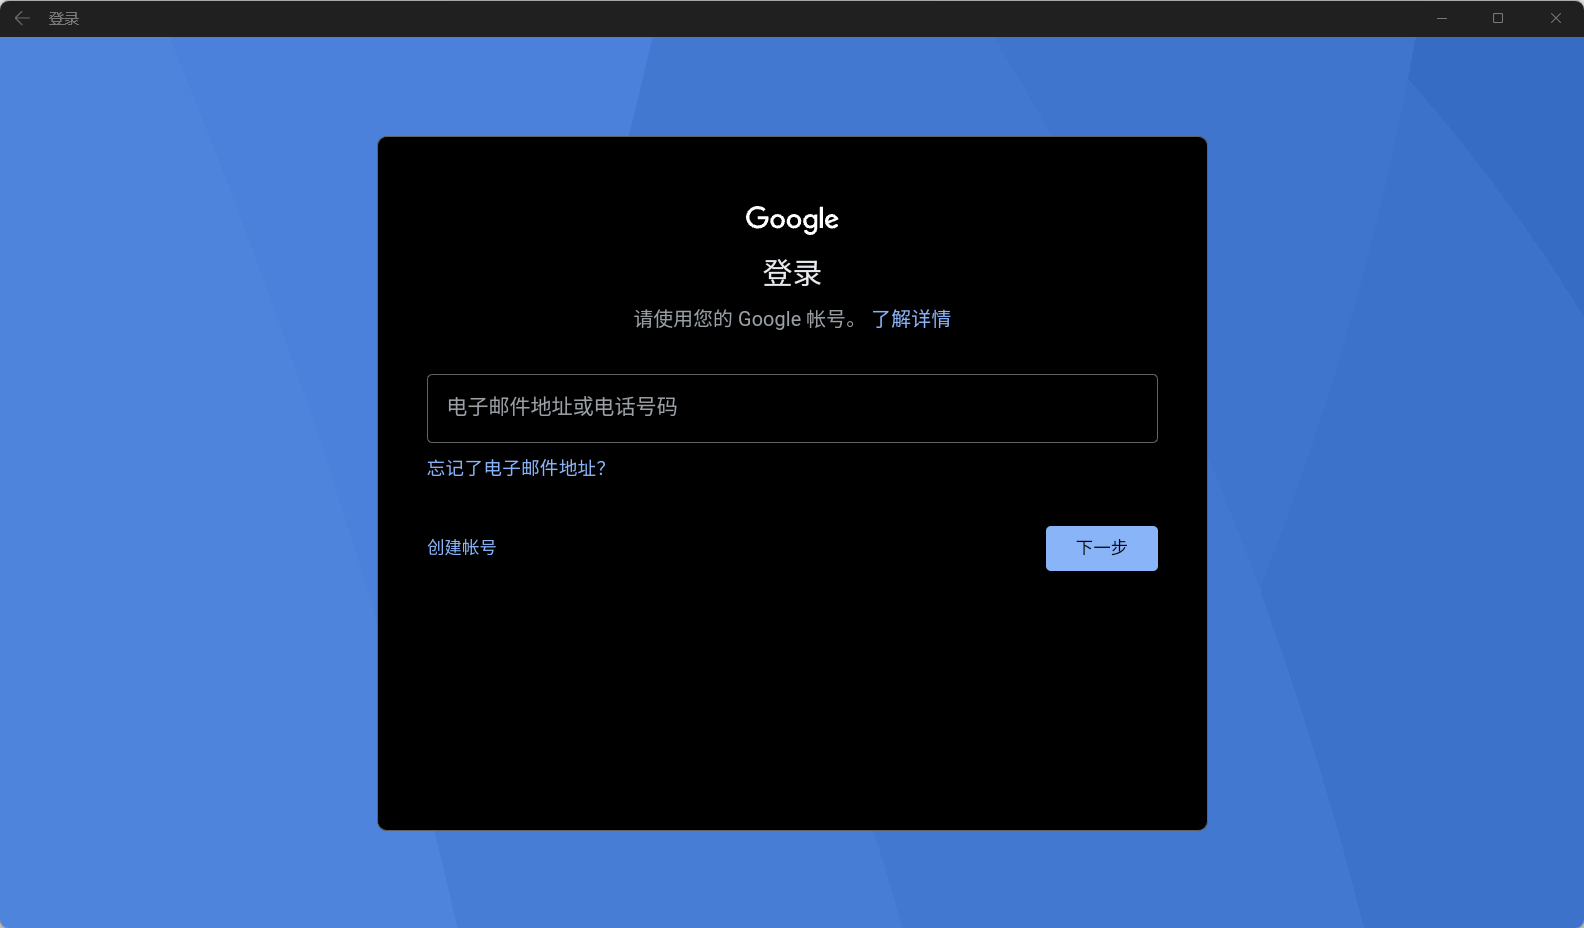 登录
Google
登录
请使用您的 Google 帐号。 了解详情
电子邮件地址或电话号码
忘记了电子邮件地址?
创建帐号
下一步